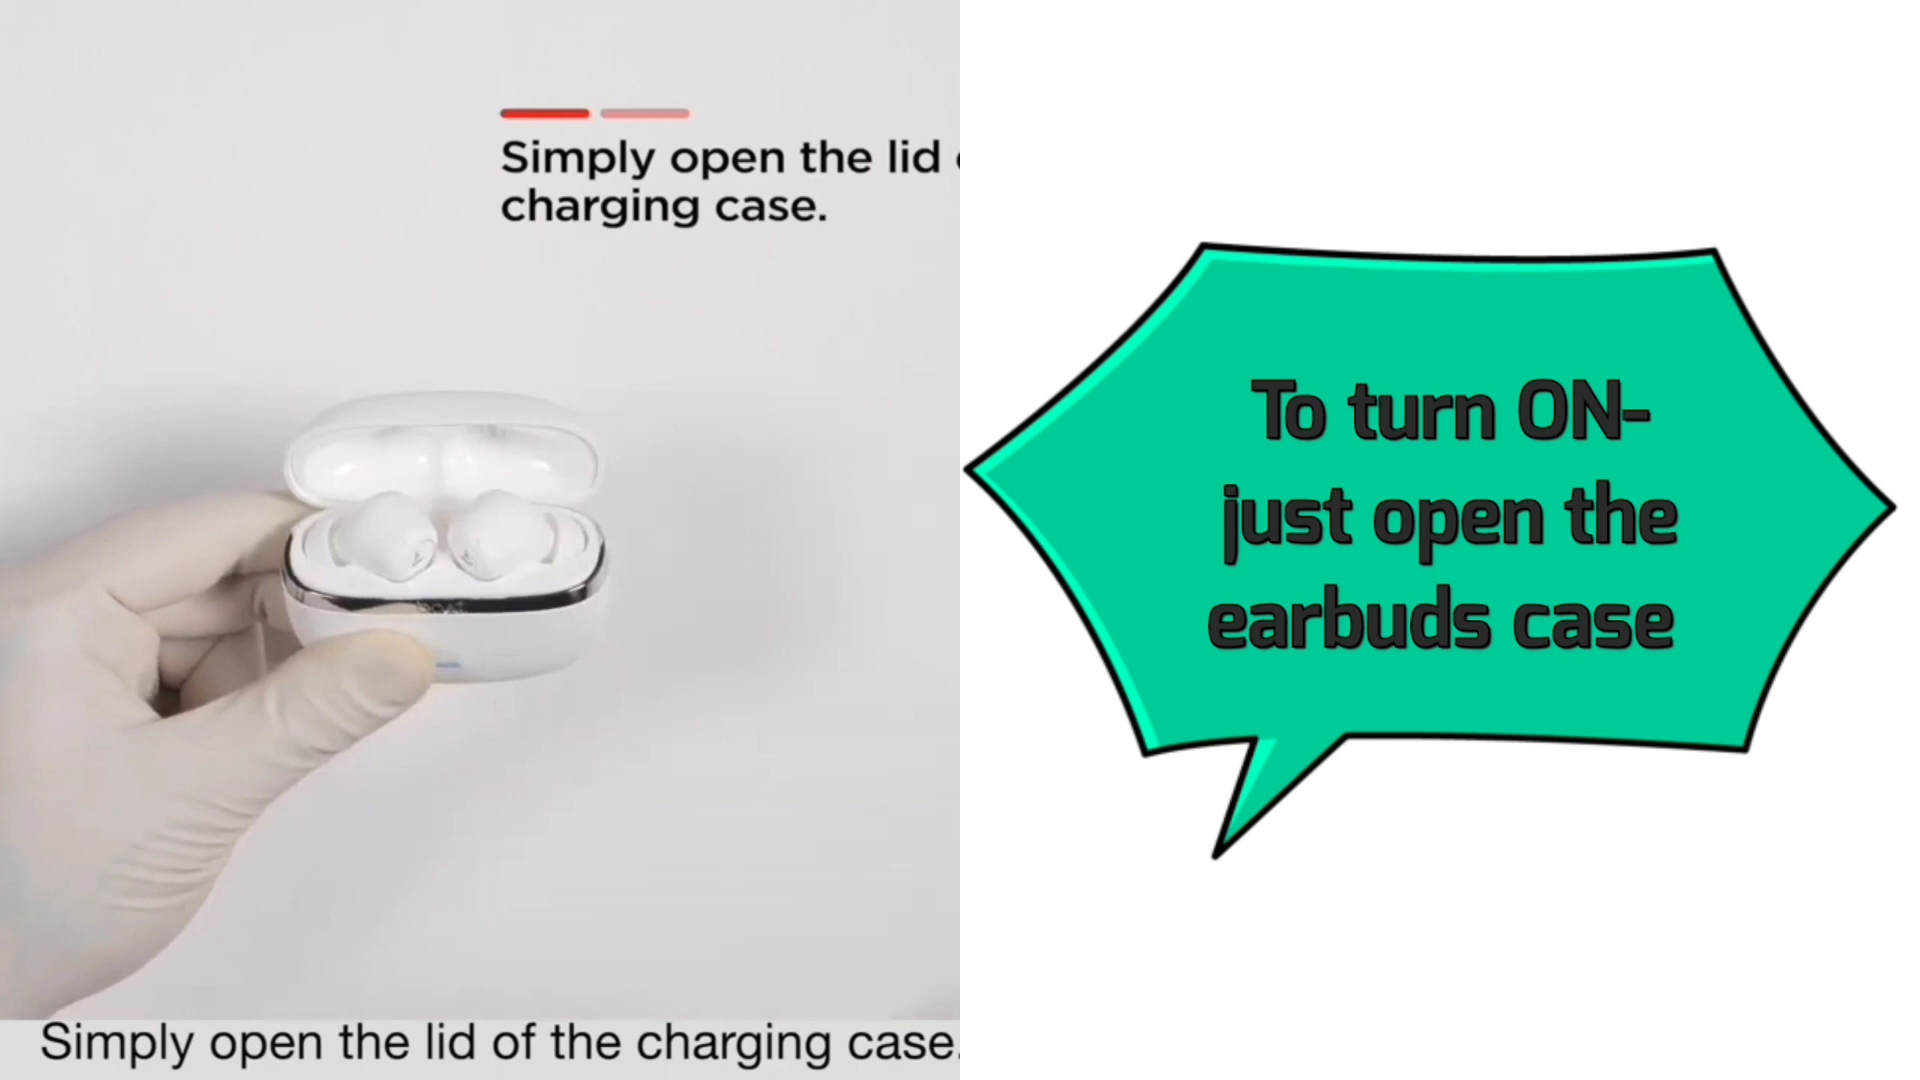 Simply open the lid
charging case.
To turn ON-
just open the
earbuds case
Simply open the lid of the charging case.